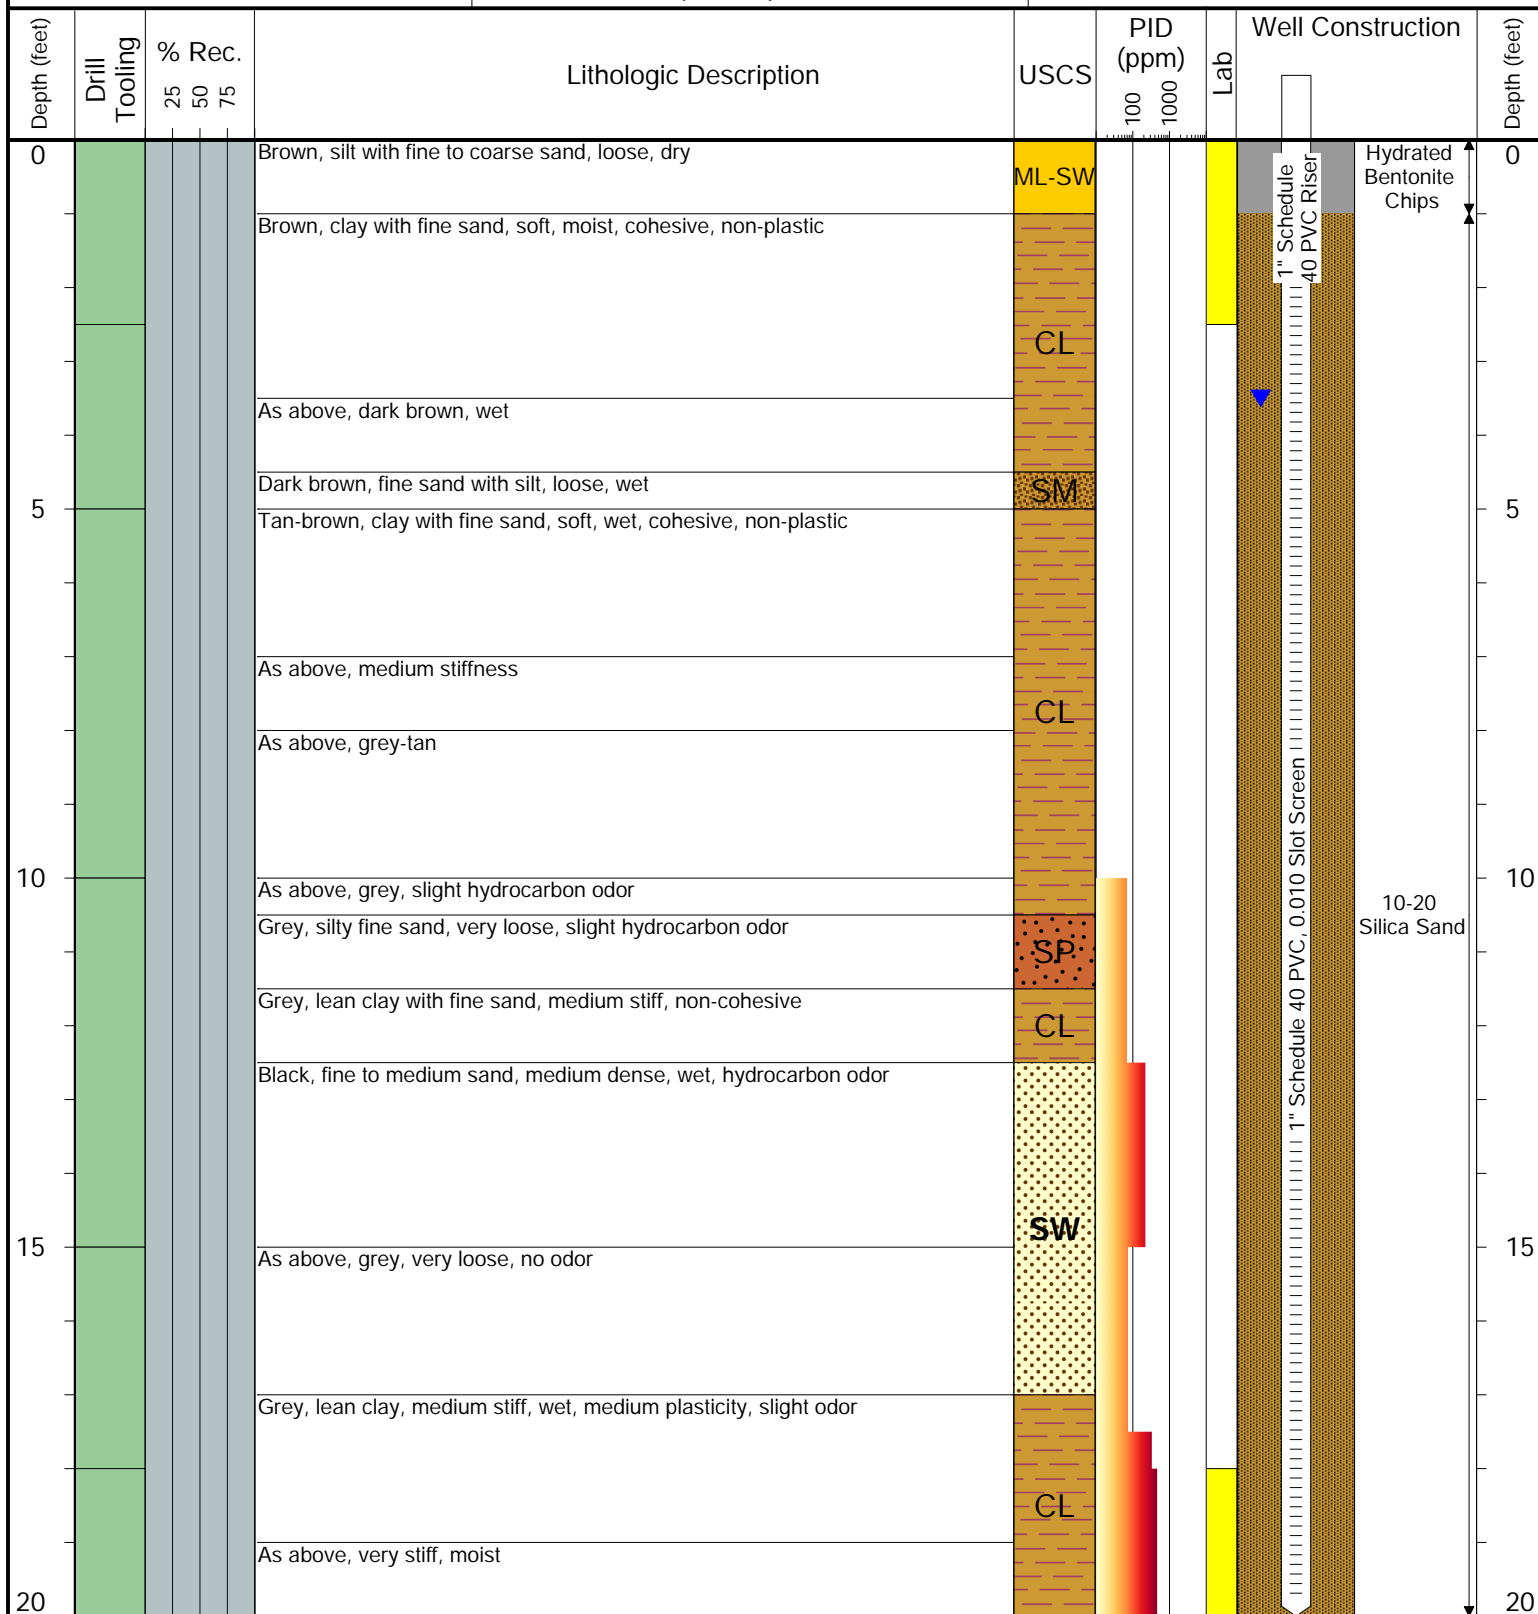 Depth (feet)
Drill
Tooling
% Rec.
25
50
75
Lithologic Description
USCS
PID
(ppm)
100
1000
Lab
Well Construction
Depth (feet)
0
Brown, silt with fine to coarse sand, loose, dry
ML-SW
1" Schedule
40 PVC Riser
Hydrated
Bentonite
Chips
0
Brown, clay with fine sand, soft, moist, cohesive, non-plastic
CL
As above, dark brown, wet
Dark brown, fine sand with silt, loose, wet
SM
5
Tan-brown, clay with fine sand, soft, wet, cohesive, non-plastic
5
As above, medium stiffness
CL
As above, grey-tan
1" Schedule 40 PVC, 0.010 Slot Screen
10
As above, grey, slight hydrocarbon odor
10
10-20
Silica Sand
Grey, silty fine sand, very loose, slight hydrocarbon odor
SP
Grey, lean clay with fine sand, medium stiff, non-cohesive
CL
Black, fine to medium sand, medium dense, wet, hydrocarbon odor
SW
15
As above, grey, very loose, no odor
15
Grey, lean clay, medium stiff, wet, medium plasticity, slight odor
CL
As above, very stiff, moist
20
20